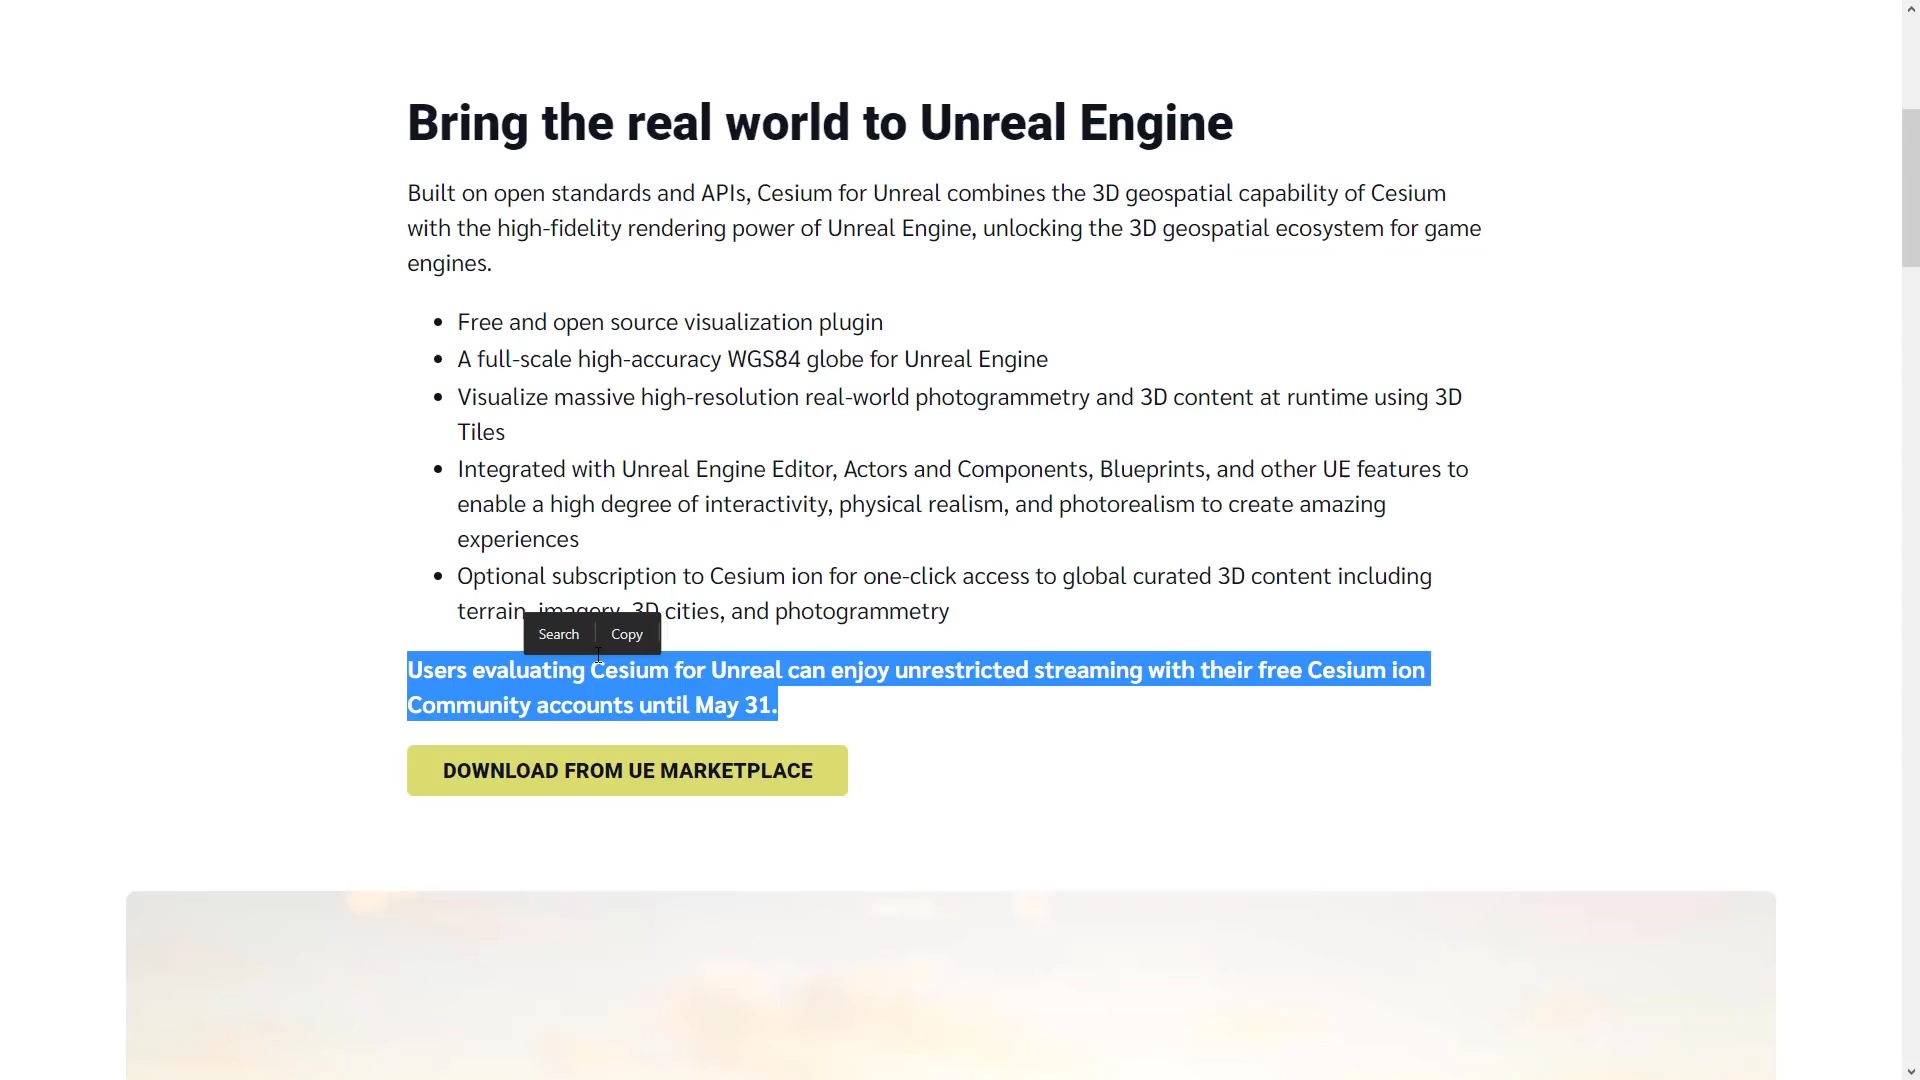 Bring the real world to Unreal Engine
Built on open standards and APIs, Cesium for Unreal combines the 3D geospatial capability of Cesium
with the high-fidelity rendering power of Unreal Engine, unlocking the 3D geospatial ecosystem for game
engines.
Free and open source visualization plugin
A full-scale high-accuracy WGS84 globe for Unreal Engine
Visualize massive high-resolution real-world photogrammetry and 3D content at runtime using 3D
Tiles
Integrated with Unreal Engine Editor, Actors and Components, Blueprints, and other UE features to
enable a high degree of interactivity, physical realism, and photorealism to create amazing
experiences
Optional subscription to Cesium ion for one-click access to global curated 3D content including
terrain, imagery, 3D cities, and photogrammetry
Search Copy
Users evaluating Cesium for Unreal can enjoy unrestricted streaming with their free Cesium ion
Community accounts until May 31.
DOWNLOAD FROM UE MARKETPLACE